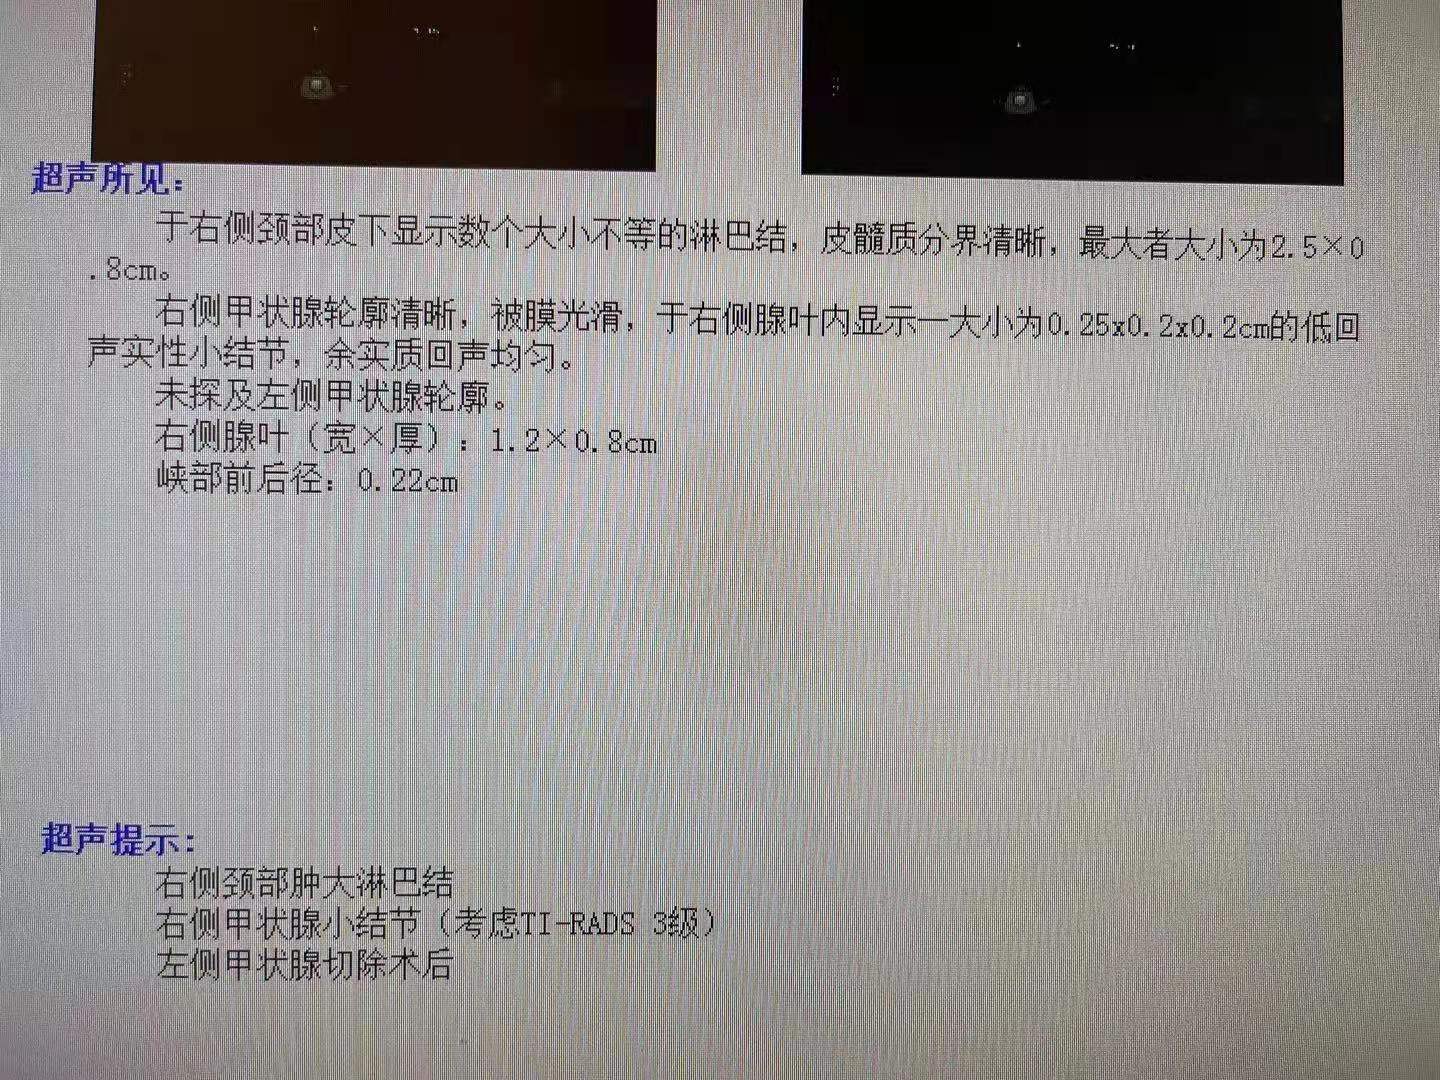 超声所见：
于右侧颈部皮下显示数个大小不等的淋巴结，皮髓质分界清晰，最大者大小为2.5×0
.8cm。
右侧甲状腺轮廓清晰，被膜光滑，于右侧腺叶内显示一大小为0.25x0.2x0.2cm的低回
声实性小结节，余实质回声均匀。
未探及左侧甲状腺轮廓。
右侧腺叶（宽×厚）：1.2×0.8cm
峡部前后径：0.22cm
超声提示：
右侧颈部肿大淋巴结
右侧甲状腺小结节（考虑TI-RADS 3级）
左侧甲状腺切除术后